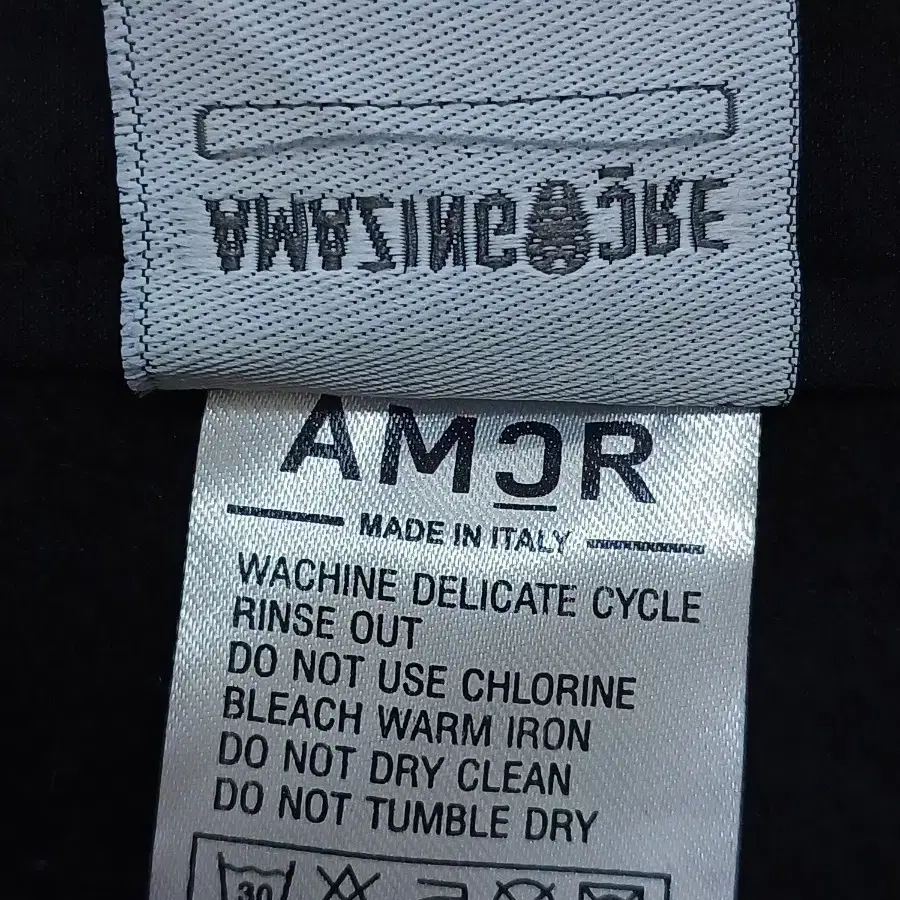 AMƆR
MADE IN ITALY
WACHINE DELICATE CYCLE
RINSE OUT
DO NOT USE CHLORINE
BLEACH WARM IRON
DO NOT DRY CLEAN
DO NOT TUMBLE DRY
30